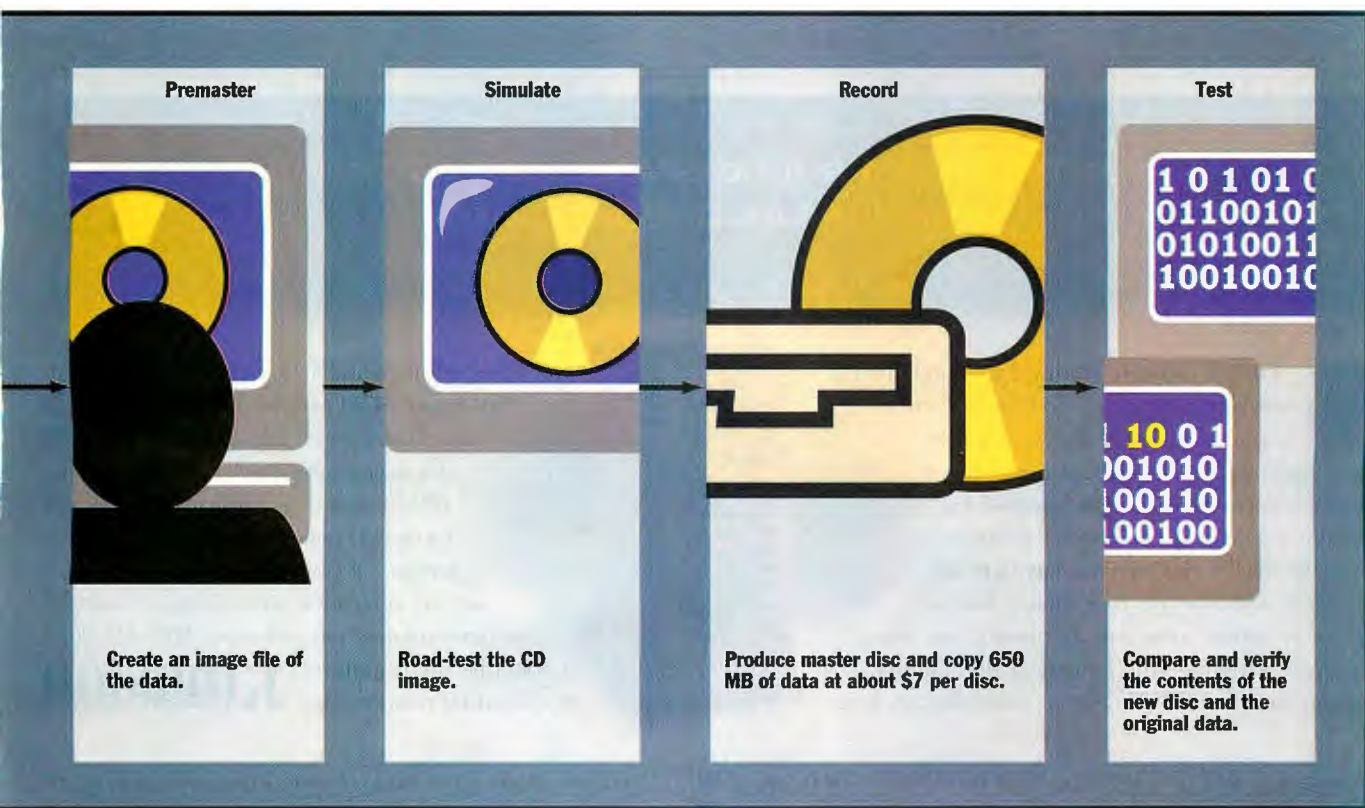 Premaster
Simulate
Record
Test
1 0 1 01 0
01100101
01010011
10010010
1 10 0 1
001010
100110
100100
Create an image file of
the data.
Road-test the CD
image.
Produce master disc and copy 650
MB of data at about $7 per disc.
Compare and verify
the contents of the
new disc and the
original data.